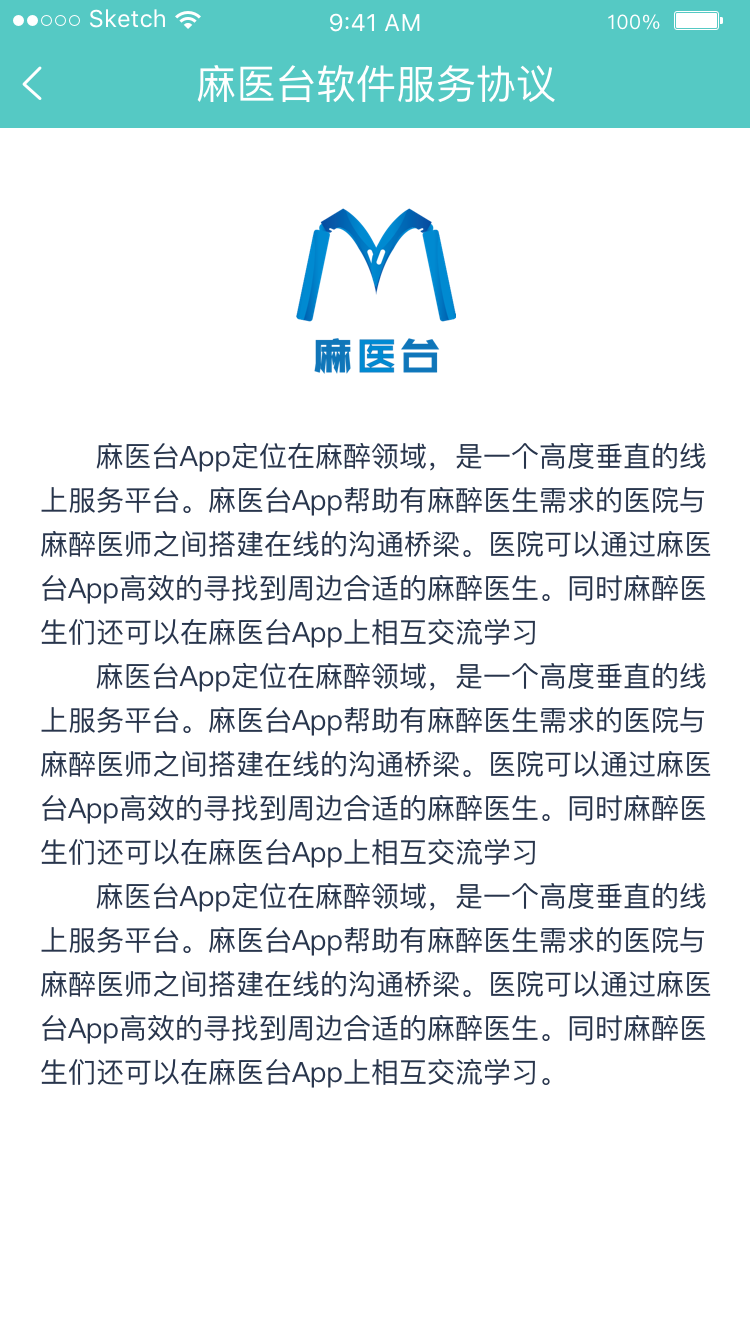 Sketch 9:41 AM 100%
麻医台软件服务协议
麻医台
麻医台App定位在麻醉领域，是一个高度垂直的线
上服务平台。麻医台App帮助有麻醉医生需求的医院与
麻醉医师之间搭建在线的沟通桥梁。医院可以通过麻医
台App高效的寻找到周边合适的麻醉医生。同时麻醉医
生们还可以在麻医台App上相互交流学习
麻医台App定位在麻醉领域，是一个高度垂直的线
上服务平台。麻医台App帮助有麻醉医生需求的医院与
麻醉医师之间搭建在线的沟通桥梁。医院可以通过麻医
台App高效的寻找到周边合适的麻醉医生。同时麻醉医
生们还可以在麻医台App上相互交流学习
麻医台App定位在麻醉领域，是一个高度垂直的线
上服务平台。麻医台App帮助有麻醉医生需求的医院与
麻醉医师之间搭建在线的沟通桥梁。医院可以通过麻医
台App高效的寻找到周边合适的麻醉医生。同时麻醉医
生们还可以在麻医台App上相互交流学习。